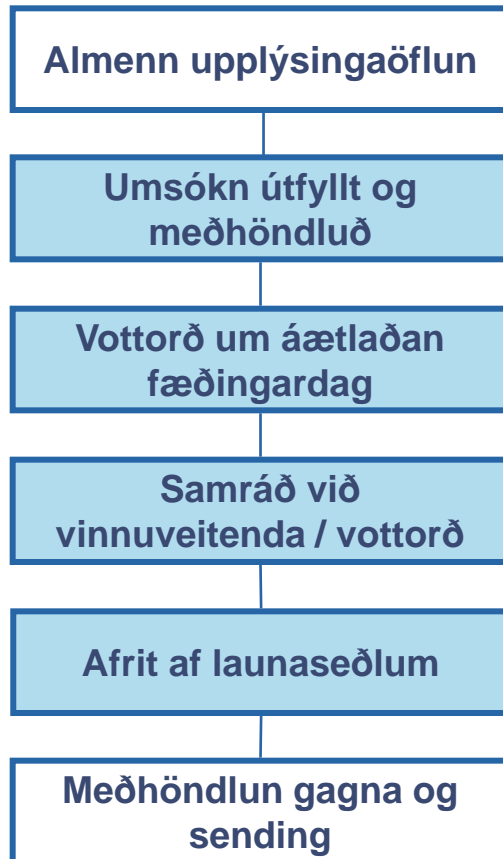 Almenn upplýsingaöflun
Umsókn útfyllt og
meðhöndluð
Vottorð um áætlaðan
fæðingardag
Samráð við
vinnuveitenda / vottorð
Afrit af launaseðlum
Meðhöndlun gagna og
sending